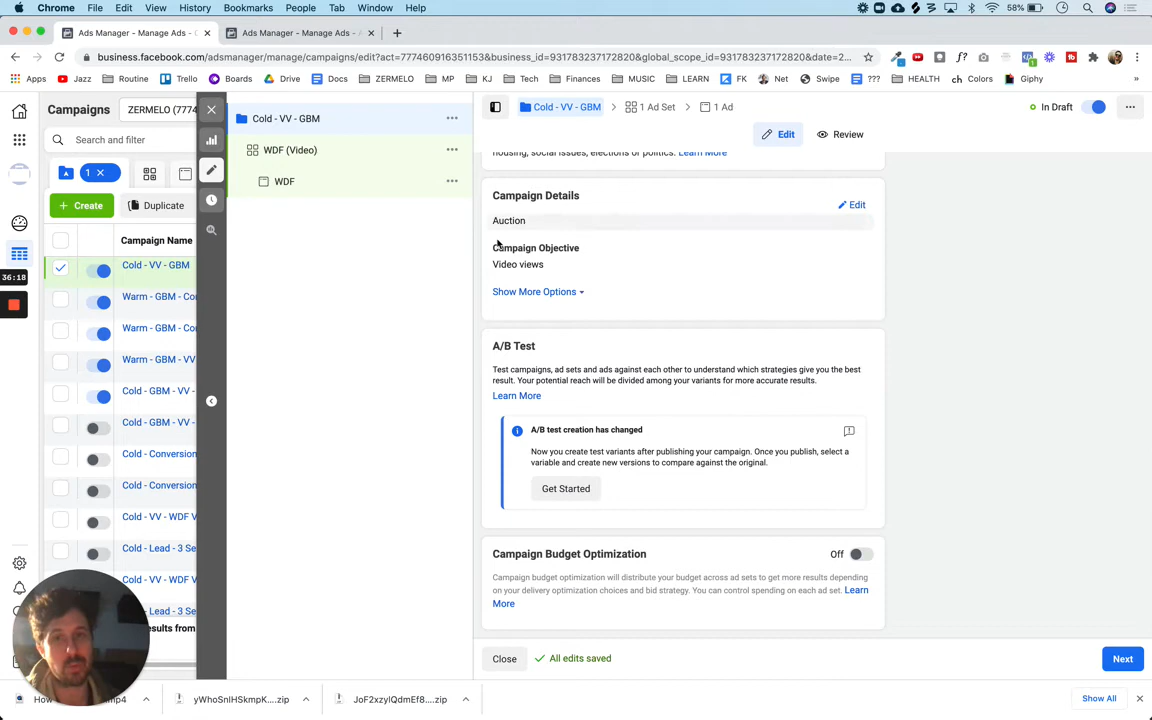 Chrome File Edit View History Bookmarks People Tab Window Help 58%
Ads Manager - Manage Ads -
Ads Manager - Manage Ads -
business.facebook.com/adsmanager/manage/campaigns/edit?act=777460916351153&business_id=931783237172820&global_scope_id=931783237172820&date=2...
Apps Jazz Routine Trello Boards Drive Docs ZERMELO MP KJ Tech Finances MUSIC LEARN FK Net Swipe ??? HEALTH ch Colors Giphy »
Campaigns
ZERMELO (7774
Search and filter
1
Create
Duplicate
Campaign Name
Cold - VV - GBM
Warm - GBM - Co
Warm - GBM - Co
Warm - GBM - VV
Cold - GBM - VV -
Cold - GBM - VV -
Cold - Conversion
Cold - Conversion
Cold - VV - WDF V
Cold - Lead - 3 Se
Cold - VV - WDF V
- Lead - 3 Se
results from
36:18
Cold - VV - GBM
WDF (Video)
WDF
Cold - VV - GBM
1 Ad Set
1 Ad
In Draft
Edit
Review
housing, social issues, elections or politics. Learn More
Campaign Details
Edit
Auction
Campaign Objective
Video views
Show More Options
A/B Test
Test campaigns, ad sets and ads against each other to understand which strategies give you the best
result. Your potential reach will be divided among your variants for more accurate results.
Learn More
A/B test creation has changed
Now you create test variants after publishing your campaign. Once you publish, select a
variable and create new versions to compare against the original.
Get Started
Campaign Budget Optimization
Off
Campaign budget optimization will distribute your budget across ad sets to get more results depending
on your delivery optimization choices and bid strategy. You can control spending on each ad set. Learn
More
Close
All edits saved
Next
How
mp4
yWhoSnIHSkmpK....zip
JoF2xzyIQdmEf8....zip
Show All